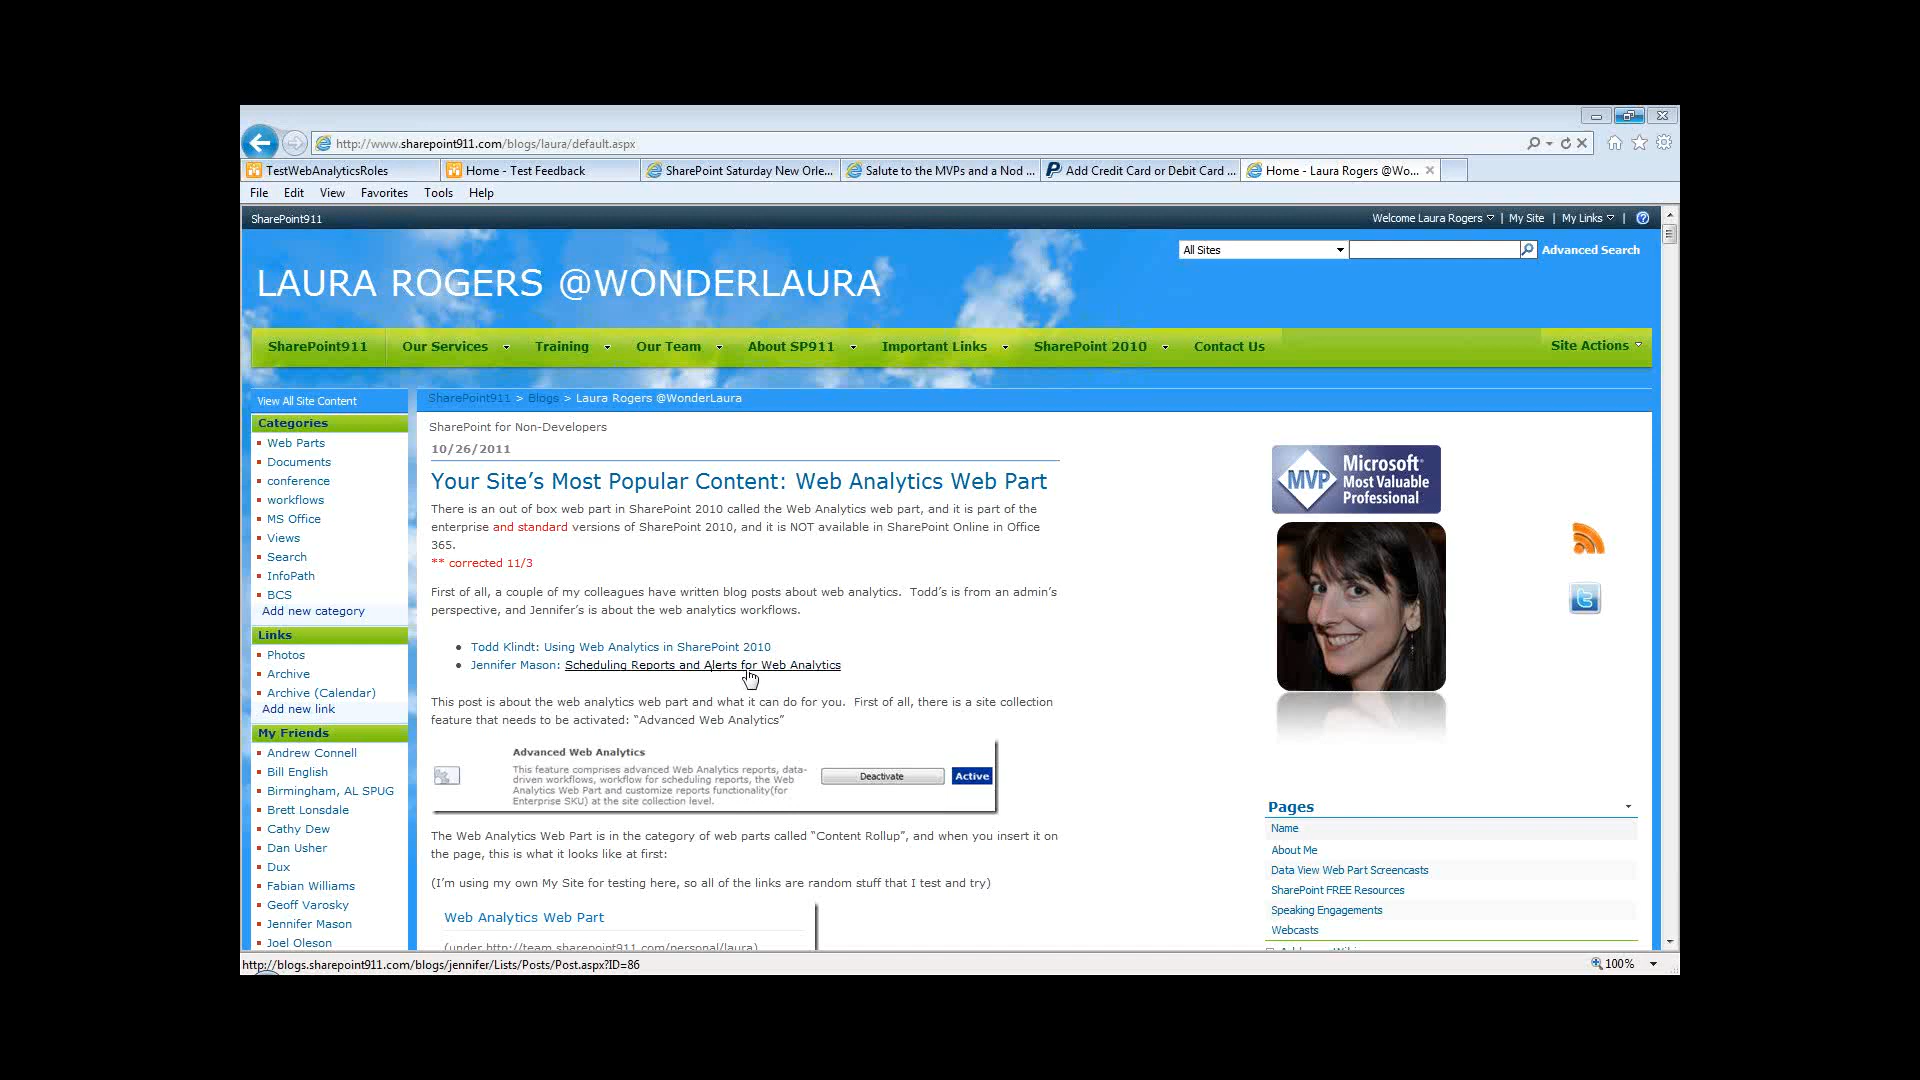 http://www.sharepoint911.com/blogs/laura/default.aspx
TestWebAnalyticsRoles
Home - Test Feedback
SharePoint Saturday New Orle...
Salute to the MVPs and a Nod ...
Add Credit Card or Debit Card ...
Home - Laura Rogers @Wo...
File Edit View Favorites Tools Help
SharePoint911
Welcome Laura Rogers | My Site | My Links |
All Sites
Advanced Search
LAURA ROGERS @WONDERLAURA
SharePoint911 Our Services Training Our Team About SP911 Important Links SharePoint 2010 Contact Us Site Actions
View All Site Content
Categories
Web Parts
Documents
conference
workflows
MS Office
Views
Search
InfoPath
BCS
Add new category
Links
Photos
Archive
Archive (Calendar)
Add new link
My Friends
Andrew Connell
Bill English
Birmingham, AL SPUG
Brett Lonsdale
Cathy Dew
Dan Usher
Dux
Fabian Williams
Geoff Varosky
Jennifer Mason
Joel Oleson
SharePoint911 > Blogs > Laura Rogers @WonderLaura
SharePoint for Non-Developers
10/26/2011
Your Site’s Most Popular Content: Web Analytics Web Part
There is an out of box web part in SharePoint 2010 called the Web Analytics web part, and it is part of the
enterprise and standard versions of SharePoint 2010, and it is NOT available in SharePoint Online in Office
365.
** corrected 11/3
First of all, a couple of my colleagues have written blog posts about web analytics. Todd’s is from an admin’s
perspective, and Jennifer’s is about the web analytics workflows.
Todd Klindt: Using Web Analytics in SharePoint 2010
Jennifer Mason: Scheduling Reports and Alerts for Web Analytics
This post is about the web analytics web part and what it can do for you. First of all, there is a site collection
feature that needs to be activated: “Advanced Web Analytics”
Advanced Web Analytics
This feature comprises advanced Web Analytics reports, data-
driven workflows, workflow for scheduling reports, the Web
Analytics Web Part and customize reports functionality(for
Enterprise SKU) at the site collection level.
Deactivate
Active
The Web Analytics Web Part is in the category of web parts called “Content Rollup”, and when you insert it on
the page, this is what it looks like at first:
(I’m using my own My Site for testing here, so all of the links are random stuff that I test and try)
Web Analytics Web Part
(under http://team.sharepoint911.com/personal/laura)
MVP
Microsoft®
Most Valuable
Professional
Pages
Name
About Me
Data View Web Part Screencasts
SharePoint FREE Resources
Speaking Engagements
Webcasts
http://blogs.sharepoint911.com/blogs/jennifer/Lists/Posts/Post.aspx?ID=86
100%